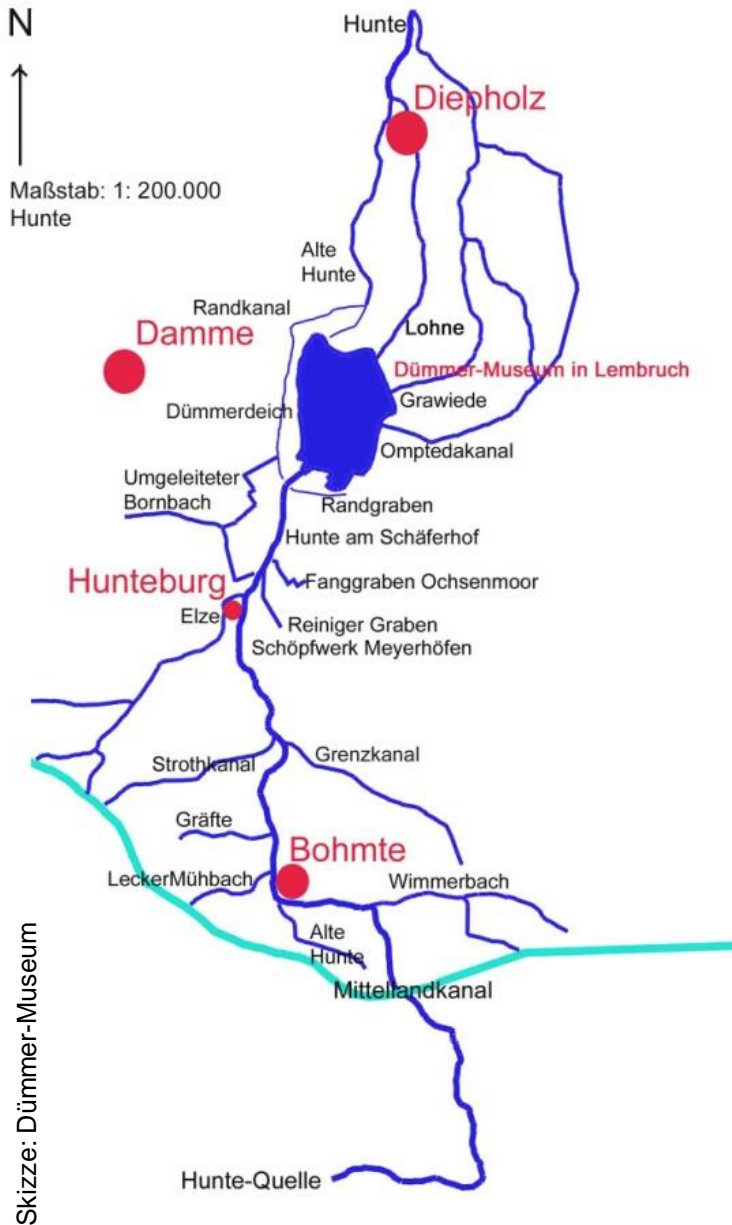 N
Hunte
Diepholz
Maßstab: 1: 200.000
Hunte
Alte
Hunte
Randkanal
Damme
Lohne
Dümmer-Museum in Lembruch
Grawiede
Dümmerdeich
Omptedakanal
Umgeleiteter
Bornbach
Randgraben
Hunte am Schäferhof
Hunteburg
Fanggraben Ochsenmoor
Elze
Reiniger Graben
Schöpfwerk Meyerhöfen
Strothkanal
Grenzkanal
Gräfte
Bohmte
LeckerMühbach
Wimmerbach
Alte
Hunte
Mittellandkanal
Hunte-Quelle
Skizze: Dümmer-Museum